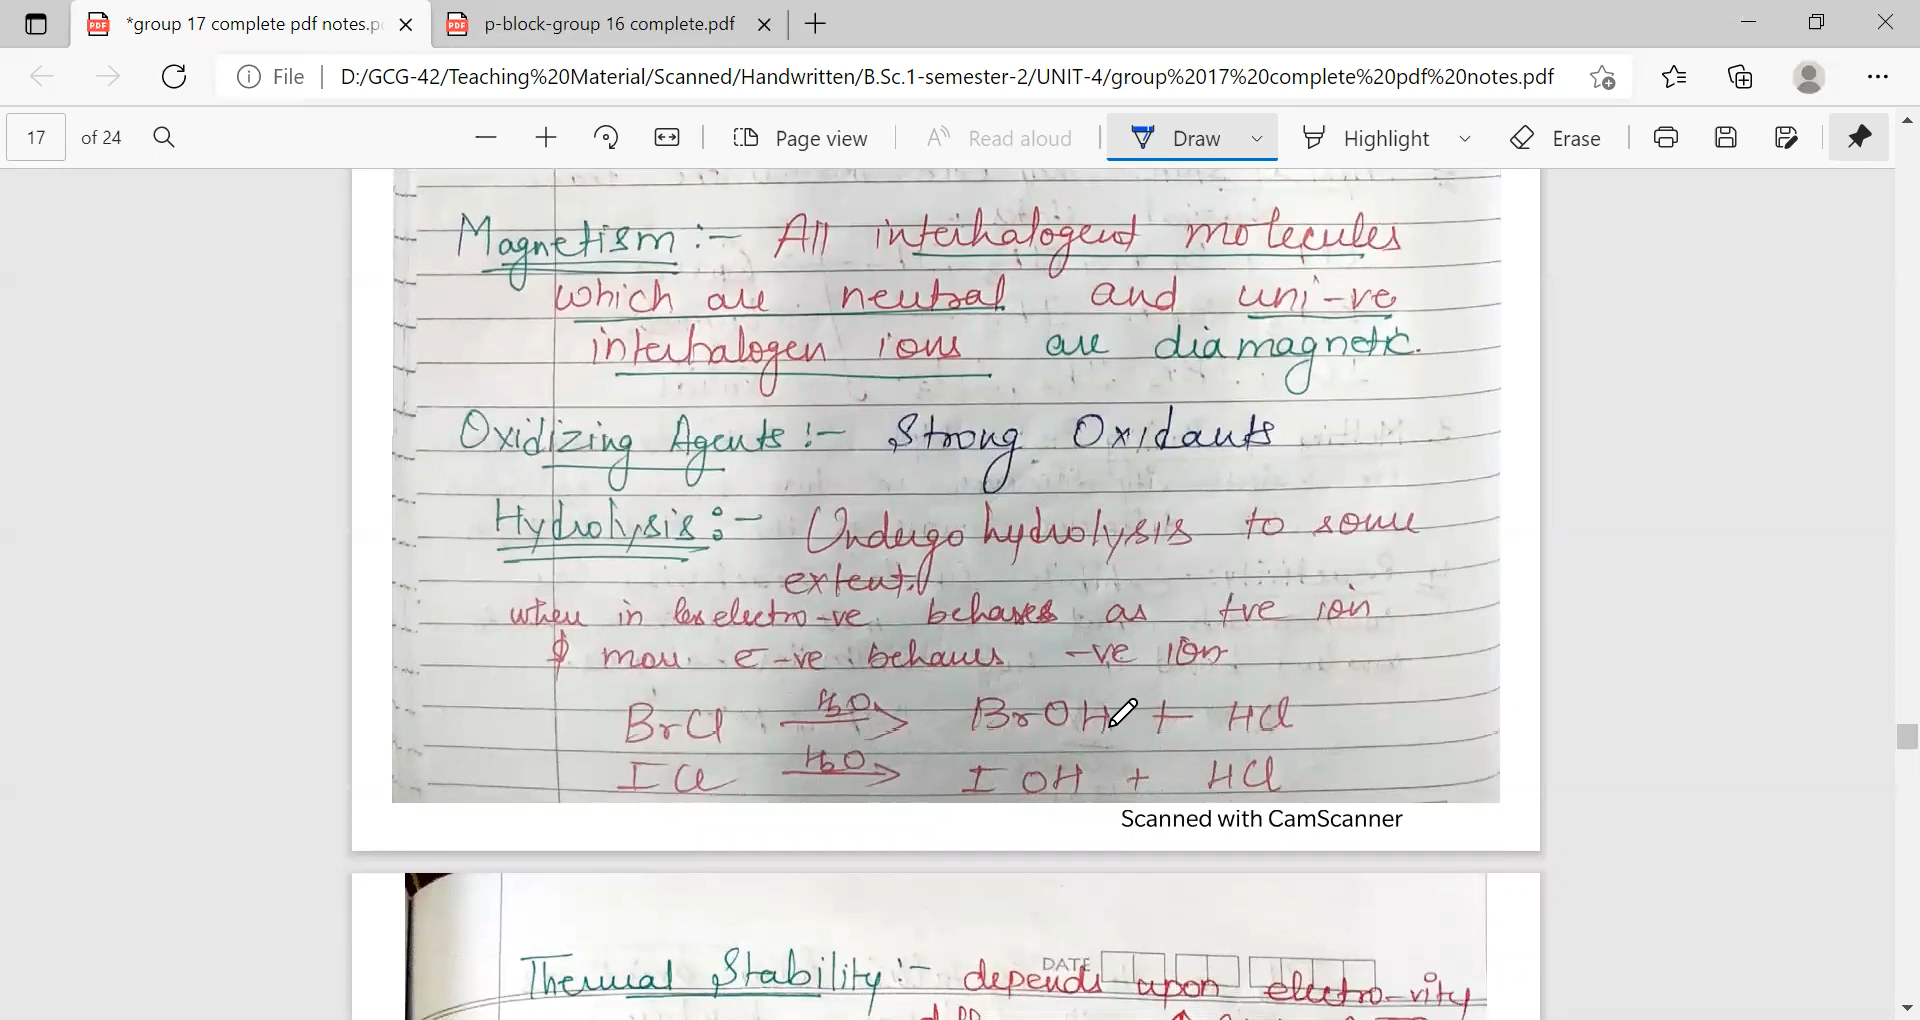 *group 17 complete pdf notes.p
p-block-group 16 complete.pdf
File
D:/GCG-42/Teaching%20Material/Scanned/Handwritten/B.Sc.1-semester-2/UNIT-4/group%2017%20complete%20pdf%20notes.pdf
17 of 24
Page view
Read aloud
Draw
Highlight
Erase
Magnetism :- All interhalogent molecules
which are neutral and uni-ve
interhalogen ions are diamagnetic.
Oxidizing Agents :- Strong Oxidants
Hydrolysis :- Undergo hydrolysis to some
extent.
when in les electro-ve behaves as +ve ion
& more e-ve behaves -ve ion.
BrCl H2O BrOH + HCl
ICl H2O IOH + HCl
Scanned with CamScanner
DATE
Thermal Stability :- depends upon electro-vity